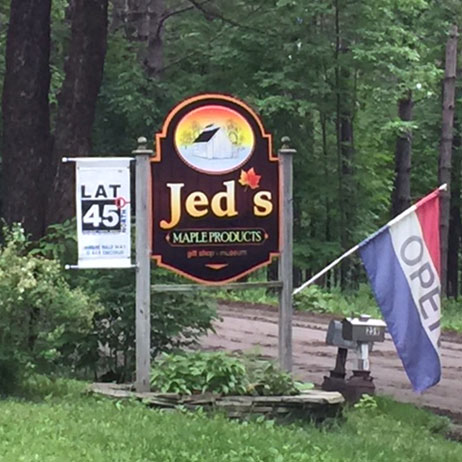 LAT
45
Jed's
MAPLE PRODUCTS
gift shop • museum
OPEN